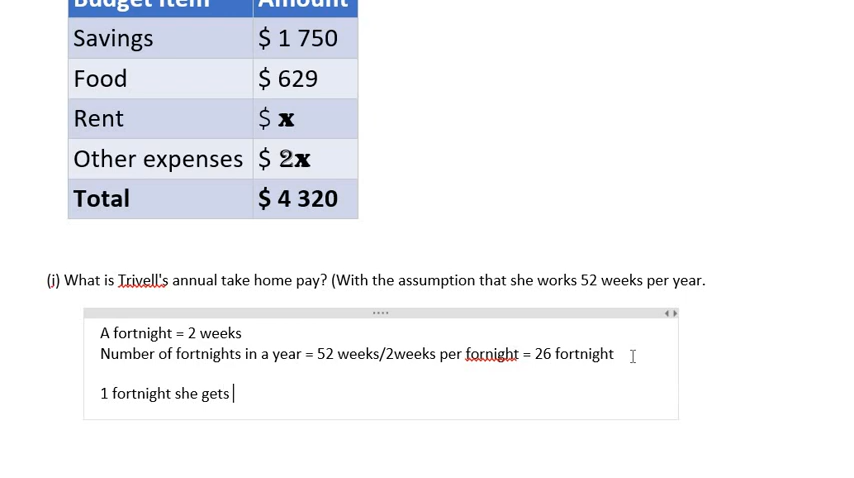 Budget Item Amount
Savings $ 1 750
Food $ 629
Rent $ x
Other expenses $ 2x
Total $ 4 320
(i) What is Trivell's annual take home pay? (With the assumption that she works 52 weeks per year.
A fortnight = 2 weeks
Number of fortnights in a year = 52 weeks/2weeks per fornight = 26 fortnight
1 fortnight she gets